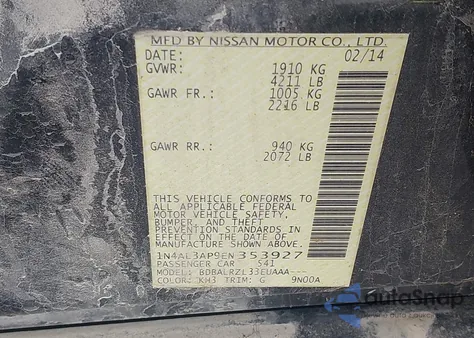 MFD BY NISSAN MOTOR CO., LTD.
DATE: 02/14
GVWR: 1910 KG
4211 LB
GAWR FR.: 1005 KG
2216 LB
GAWR RR.: 940 KG
2072 LB
THIS VEHICLE CONFORMS TO
ALL APPLICABLE FEDERAL
MOTOR VEHICLE SAFETY,
BUMPER, AND THEFT
PREVENTION STANDARDS IN
EFFECT ON THE DATE OF
MANUFACTURE SHOWN ABOVE.
1N4AL3AP9EN353927
PASSENGER CAR 541
MODEL: BDBALRZL33EUAAA---
COLOR: KH3 TRIM: G 9N00A
autoSnap